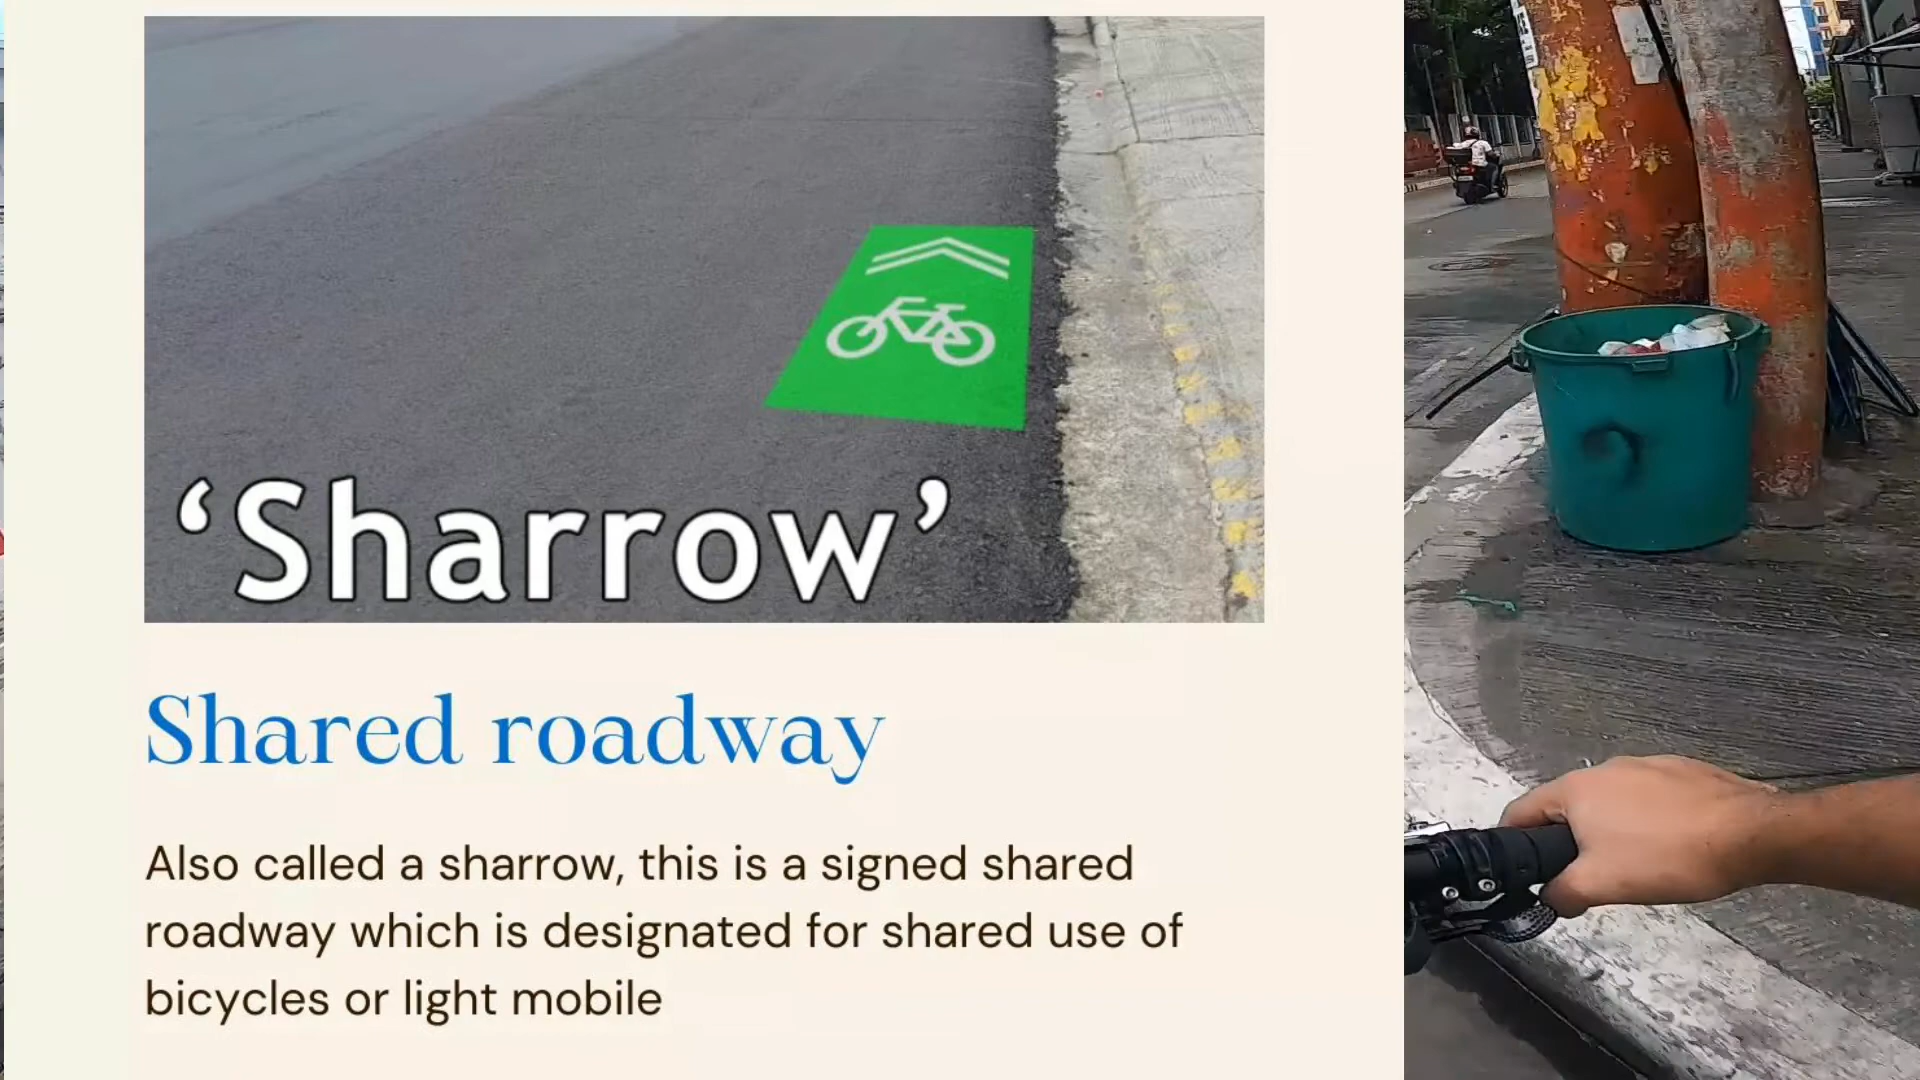 ‘Sharrow’
Shared roadway
Also called a sharrow, this is a signed shared
roadway which is designated for shared use of
bicycles or light mobile